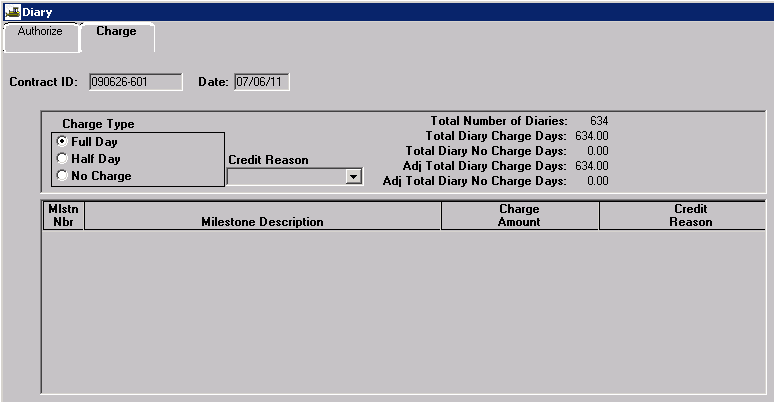 Diary
Authorize Charge
Contract ID: 090626-601 Date: 07/06/11
Charge Type
Full Day
Half Day
No Charge
Credit Reason
Total Number of Diaries: 634
Total Diary Charge Days: 634.00
Total Diary No Charge Days: 0.00
Adj Total Diary Charge Days: 634.00
Adj Total Diary No Charge Days: 0.00
Mlstn Nbr Milestone Description Charge Amount Credit Reason